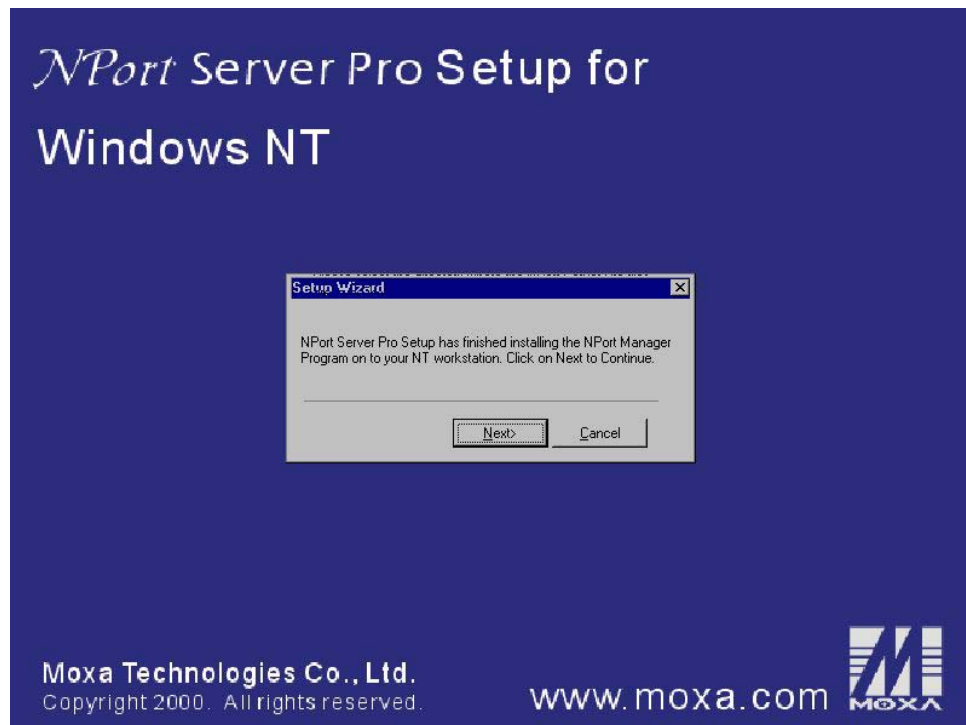 NPort Server Pro Setup for
Windows NT
Setup Wizard
NPort Server Pro Setup has finished installing the NPort Manager
Program on to your NT workstation. Click on Next to Continue.
Next>
Cancel
Moxa Technologies Co., Ltd.
Copyright 2000. All rights reserved.
www.moxa.com
MOXA